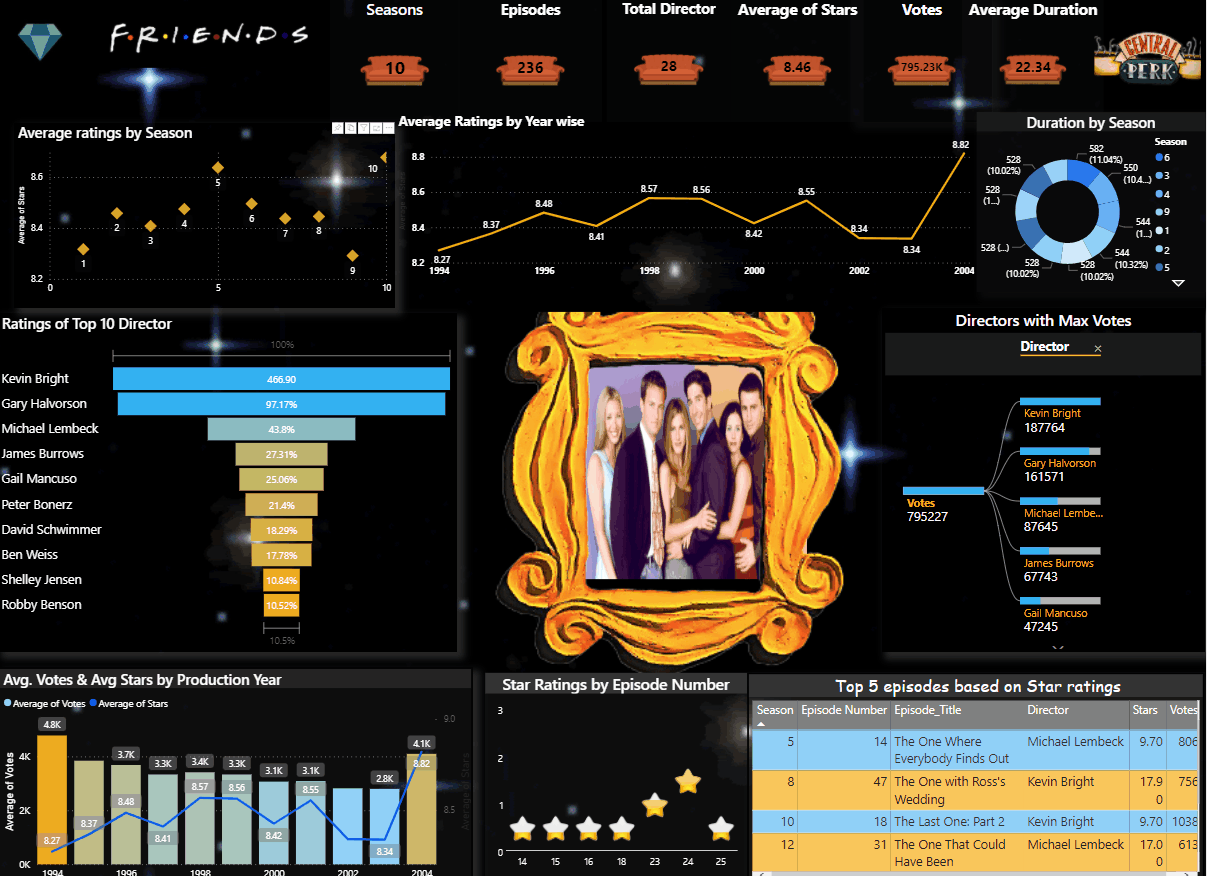 F·R·I·E·N·D·S
Seasons
10
Episodes
236
Total Director
28
Average of Stars
8.46
Votes
795.23K
Average Duration
22.34
CENTRAL
PERK
Average ratings by Season
Average of Stars
8.6
8.4
8.2
0
5
10
1
2
3
4
5
6
7
8
9
10
Average Ratings by Year wise
8.8
8.6
8.4
8.2
8.27
8.37
8.48
8.41
8.57
8.56
8.42
8.55
8.34
8.34
8.82
1994
1996
1998
2000
2002
2004
Duration by Season
582
(11.04%)
550
(10.4...)
544
(1...)
544
(10.32%)
528
(10.02%)
528
(10.02%)
528 (...)
528
(1...)
528
(10.02%)
Season
6
3
4
9
1
2
5
Ratings of Top 10 Director
100%
Kevin Bright
466.90
Gary Halvorson
97.17%
Michael Lembeck
43.8%
James Burrows
27.31%
Gail Mancuso
25.06%
Peter Bonerz
21.4%
David Schwimmer
18.29%
Ben Weiss
17.78%
Shelley Jensen
10.84%
Robby Benson
10.52%
10.5%
Directors with Max Votes
Director
×
Votes
795227
Kevin Bright
187764
Gary Halvorson
161571
Michael Lembe...
87645
James Burrows
67743
Gail Mancuso
47245
Avg. Votes & Avg Stars by Production Year
Average of Votes
Average of Stars
Average of Votes
4K
2K
0K
4.8K
3.7K
3.3K
3.4K
3.3K
3.1K
3.1K
2.8K
4.1K
8.27
8.37
8.48
8.41
8.57
8.56
8.42
8.55
8.34
8.82
9.0
8.5
Average of Stars
1994
1996
1998
2000
2002
2004
Star Ratings by Episode Number
3
2
1
0
14
15
16
18
23
24
25
Top 5 episodes based on Star ratings
Season Episode Number Episode_Title Director Stars Votes
5 14 The One Where Michael Lembeck 9.70 806
Everybody Finds Out
8 47 The One with Ross's Kevin Bright 17.9 756
Wedding 0
10 18 The Last One: Part 2 Kevin Bright 9.70 1038
12 31 The One That Could Michael Lembeck 17.0 613
Have Been 0